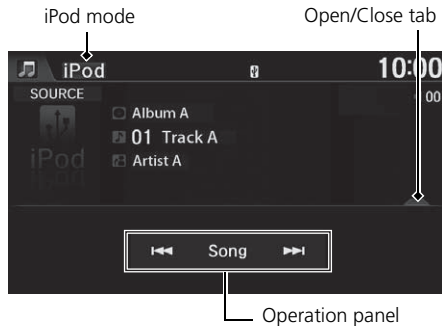 iPod mode
Open/Close tab
iPod
10:00
SOURCE
00
Album A
01 Track A
iPod
Artist A
Song
Operation panel